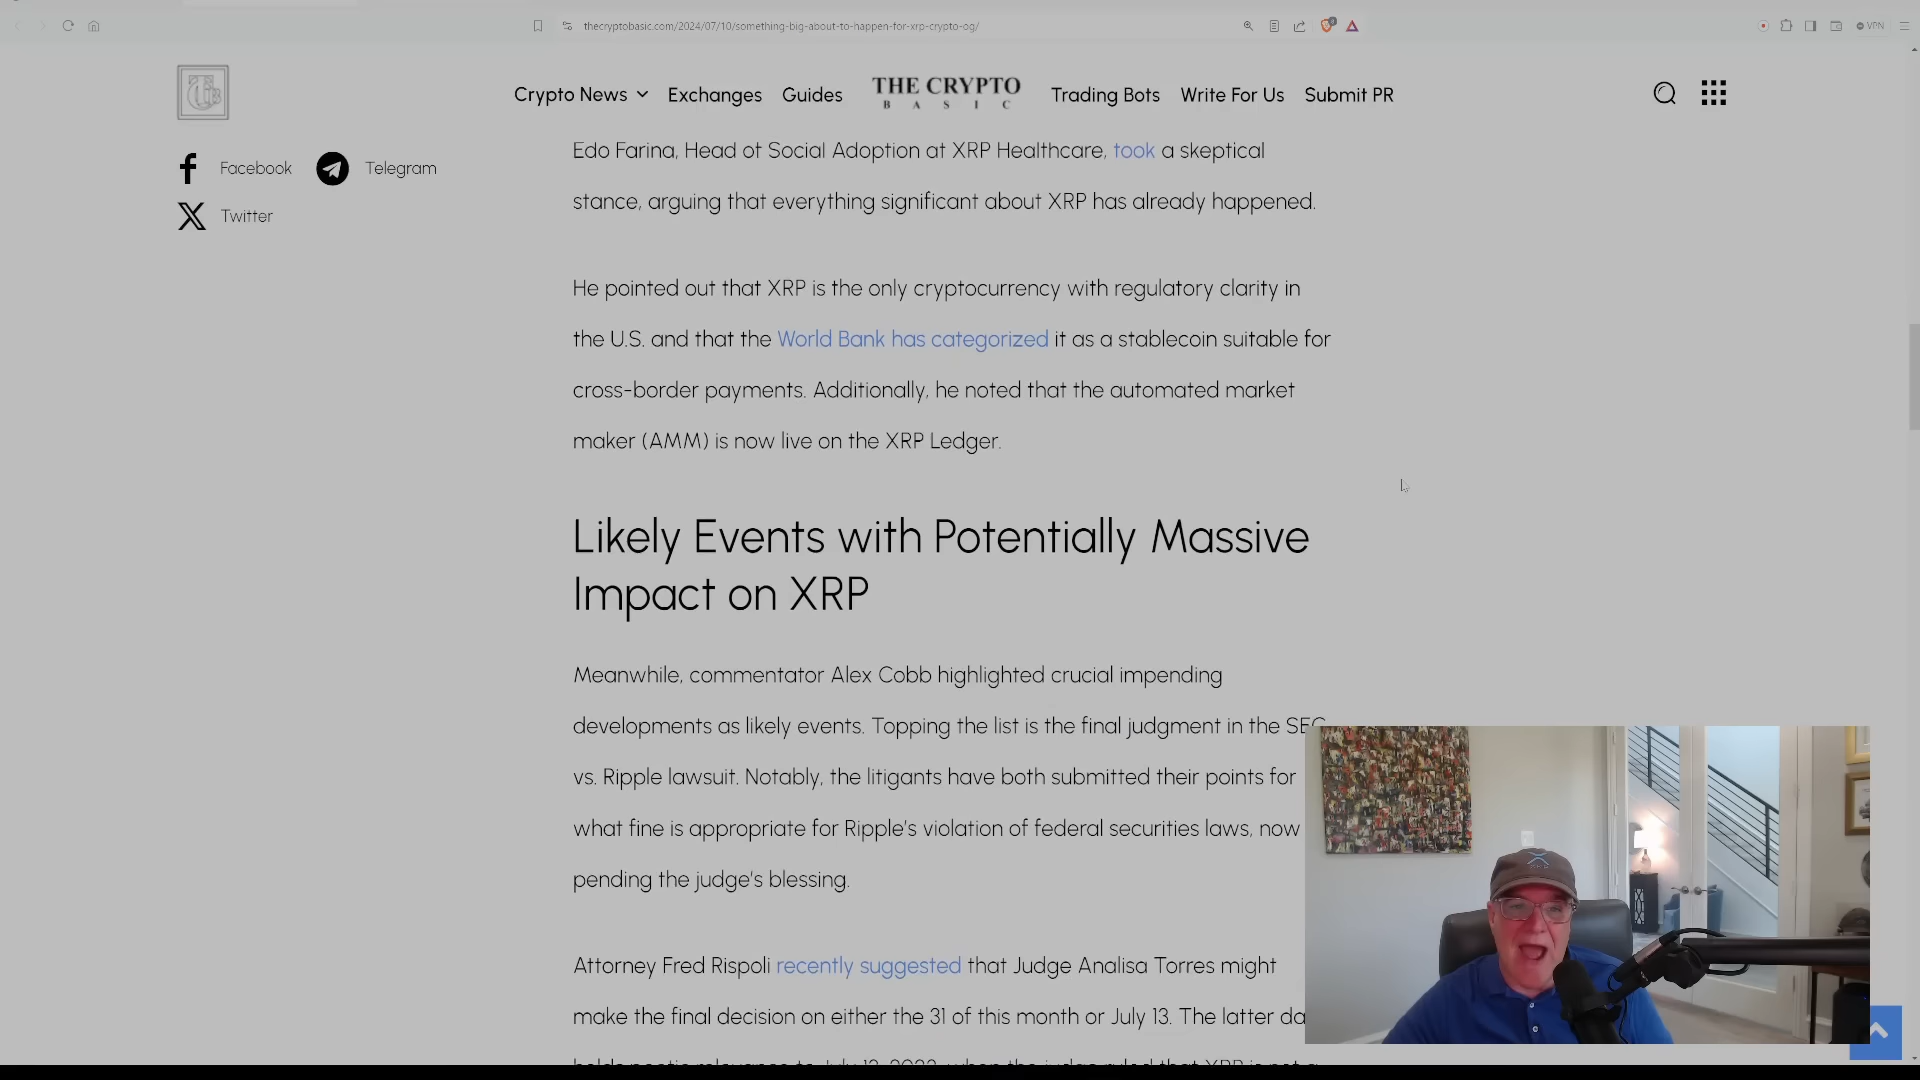 thecryptobasic.com/2024/07/10/something-big-about-to-happen-for-xrp-crypto-og/
VPN
Crypto News Exchanges Guides THE CRYPTO BASIC Trading Bots Write For Us Submit PR
Facebook Telegram
Twitter
Edo Farina, Head of Social Adoption at XRP Healthcare, took a skeptical
stance, arguing that everything significant about XRP has already happened.
He pointed out that XRP is the only cryptocurrency with regulatory clarity in
the U.S. and that the World Bank has categorized it as a stablecoin suitable for
cross-border payments. Additionally, he noted that the automated market
maker (AMM) is now live on the XRP Ledger.
Likely Events with Potentially Massive
Impact on XRP
Meanwhile, commentator Alex Cobb highlighted crucial impending
developments as likely events. Topping the list is the final judgment in the SEC
vs. Ripple lawsuit. Notably, the litigants have both submitted their points for
what fine is appropriate for Ripple's violation of federal securities laws, now
pending the judge's blessing.
Attorney Fred Rispoli recently suggested that Judge Analisa Torres might
make the final decision on either the 31 of this month or July 13. The latter da